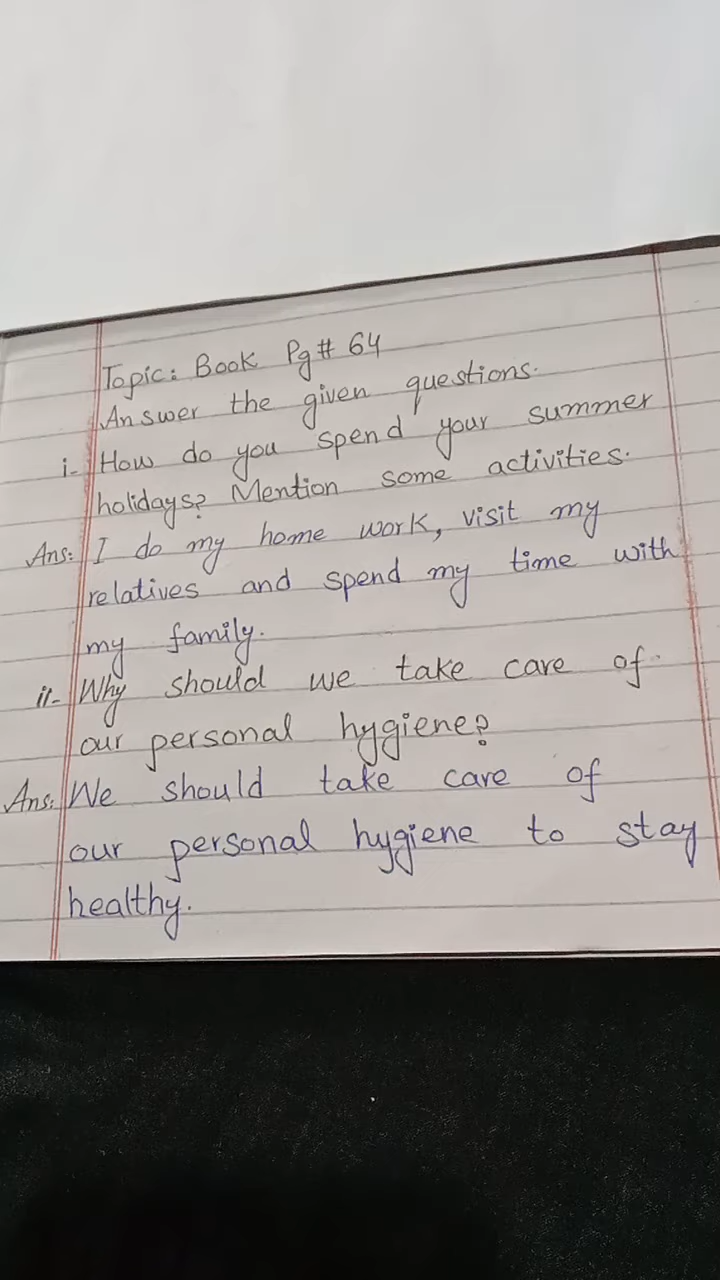 Topic: Book Pg# 64
Answer the given questions.
i- How do you spend your summer
holidays? Mention some activities.
Ans: I do my home work, visit my
relatives and spend my time with
my family.
ii- Why should we take care of
our personal hygiene?
Ans: We should take care of
our personal hygiene to stay
healthy.